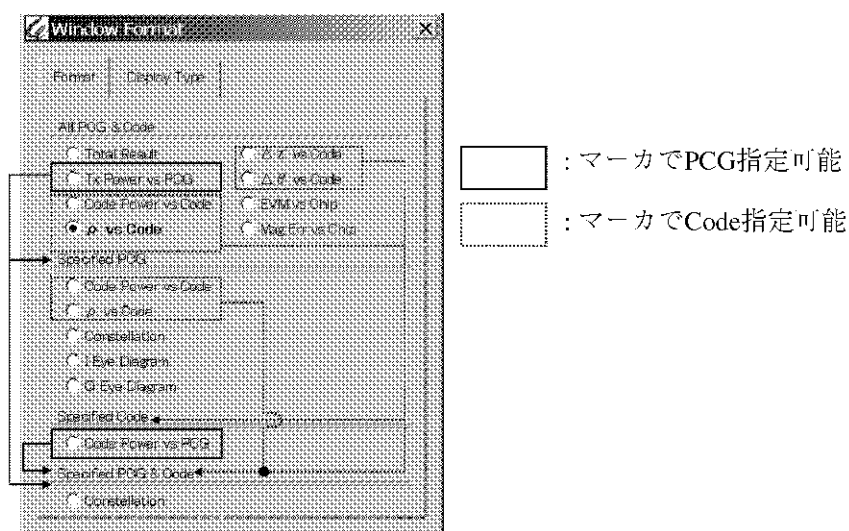 Window Format
Format
Display Type
All PCG & Code
Total Result
Tx Power vs PCG
Code Power vs Code
ρ vs Code
Δ τ vs Code
Δ θ vs Code
EVM vs Chip
Mag Err vs Chip
Specified PCG
Code Power vs Code
ρ vs Code
Constellation
I Eye Diagram
Q Eye Diagram
Specified Code
Code Power vs PCG
Specified PCG & Code
Constellation
：マーカでPCG指定可能
：マーカでCode指定可能